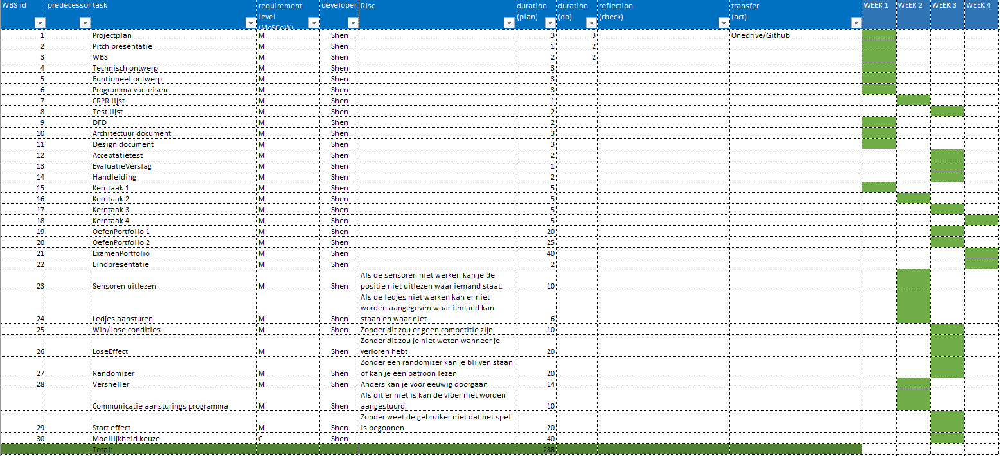 WBS id predecessor task requirement level (MoSCoW) developer Risc duration (plan) duration (do) reflection (check) transfer (act) WEEK 1 WEEK 2 WEEK 3 WEEK 4
1 Projectplan M Shen 3 3 Onedrive/Github
2 Pitch presentatie M Shen 1 2
3 WBS M Shen 2 2
4 Technisch ontwerp M Shen 3
5 Funtioneel ontwerp M Shen 3
6 Programma van eisen M Shen 3
7 CRPR lijst M Shen 1
8 Test lijst M Shen 2
9 DFD M Shen 2
10 Architectuur document M Shen 3
11 Design document M Shen 3
12 Acceptatietest M Shen 2
13 EvaluatieVerslag M Shen 1
14 Handleiding M Shen 2
15 Kerntaak 1 M Shen 5
16 Kerntaak 2 M Shen 5
17 Kerntaak 3 M Shen 5
18 Kerntaak 4 M Shen 5
19 OefenPortfolio 1 M Shen 20
20 OefenPortfolio 2 M Shen 25
21 ExamenPortfolio M Shen 40
22 Eindpresentatie M Shen 2
Als de sensoren niet werken kan je de
23 Sensoren uitlezen M Shen positie niet uitlezen waar iemand staat. 10
Als de ledjes niet werken kan er niet
worden aangegeven waar iemand kan
24 Ledjes aansturen M Shen staan en waar niet. 6
25 Win/Lose condities M Shen Zonder dit zou er geen competitie zijn 10
Zonder dit zou je niet weten wanneer je
26 LoseEffect M Shen verloren hebt 20
Zonder een randomizer kan je blijven staan
27 Randomizer M Shen of kan je een patroon lezen 20
28 Versneller M Shen Anders kan je voor eeuwig doorgaan 14
Als dit er niet is kan de vloer niet worden
Communicatie aansturings programma M Shen aangestuurd. 10
Zonder weet de gebruiker niet dat het spel
29 Start effect M Shen is begonnen 20
30 Moeilijkheid keuze C Shen 40
Total: 288